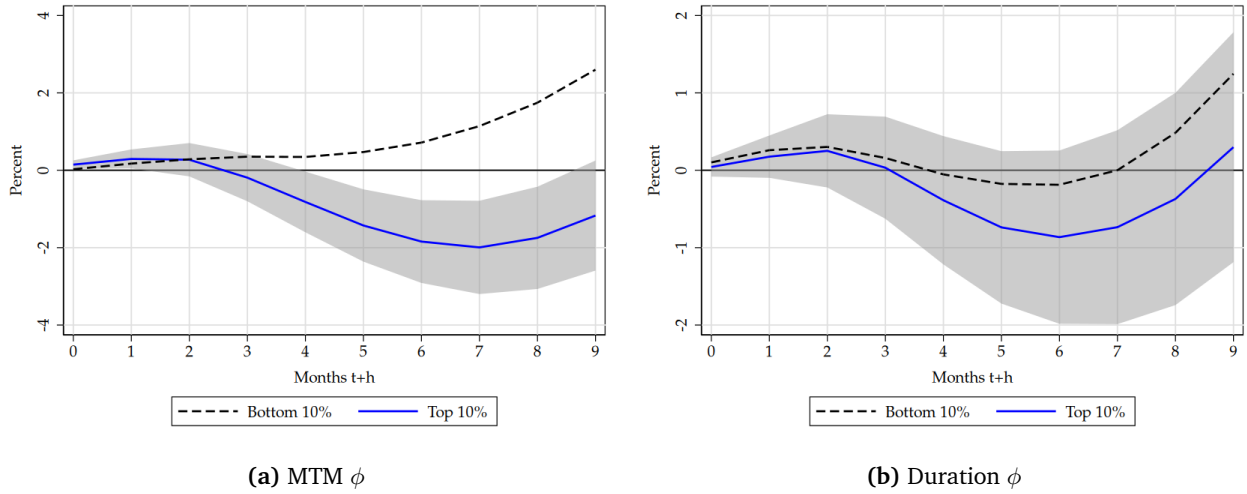 4
2
0
-2
-4
Percent
0 1 2 3 4 5 6 7 8 9
Months t+h
Bottom 10% Top 10%
(a) MTM ϕ
2
1
0
-1
-2
Percent
0 1 2 3 4 5 6 7 8 9
Months t+h
Bottom 10% Top 10%
(b) Duration ϕ